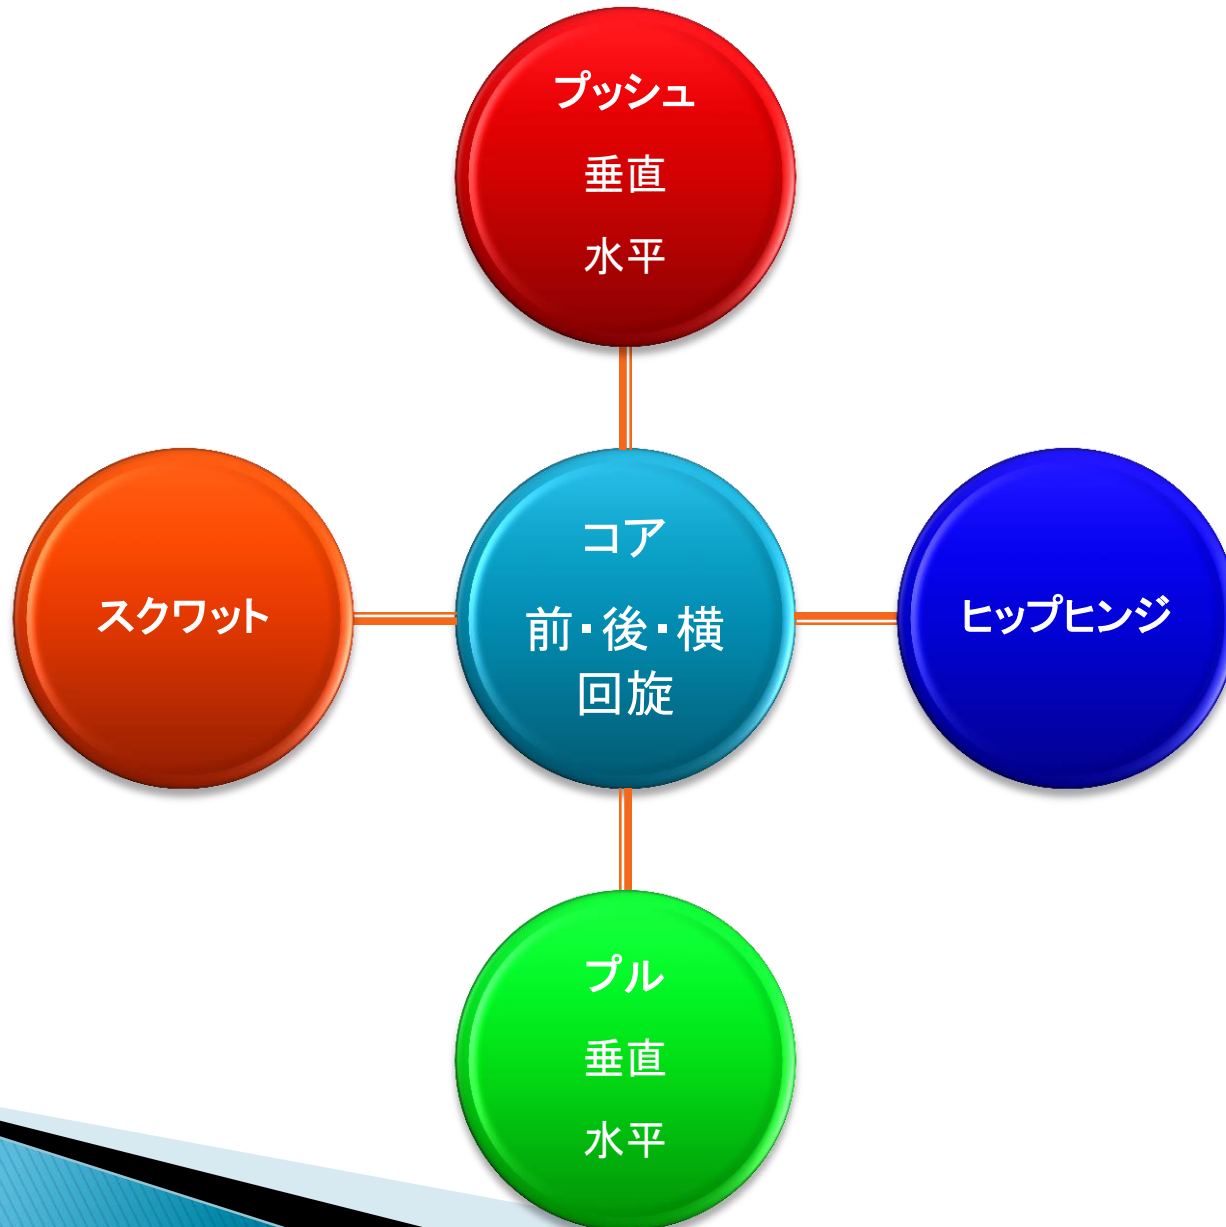 プッシュ
垂直
水平
スクワット
コア
前・後・横
回旋
ヒップヒンジ
プル
垂直
水平